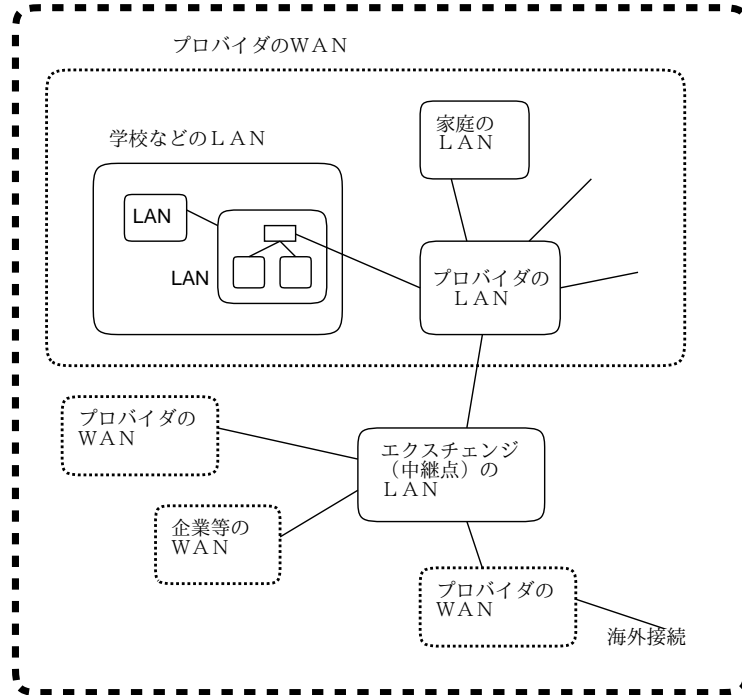 プロバイダのＷＡＮ
学校などのＬＡＮ
家庭の
ＬＡＮ
LAN
LAN
プロバイダの
ＬＡＮ
プロバイダの
ＷＡＮ
エクスチェンジ
（中継点）の
ＬＡＮ
企業等の
ＷＡＮ
プロバイダの
ＷＡＮ
海外接続